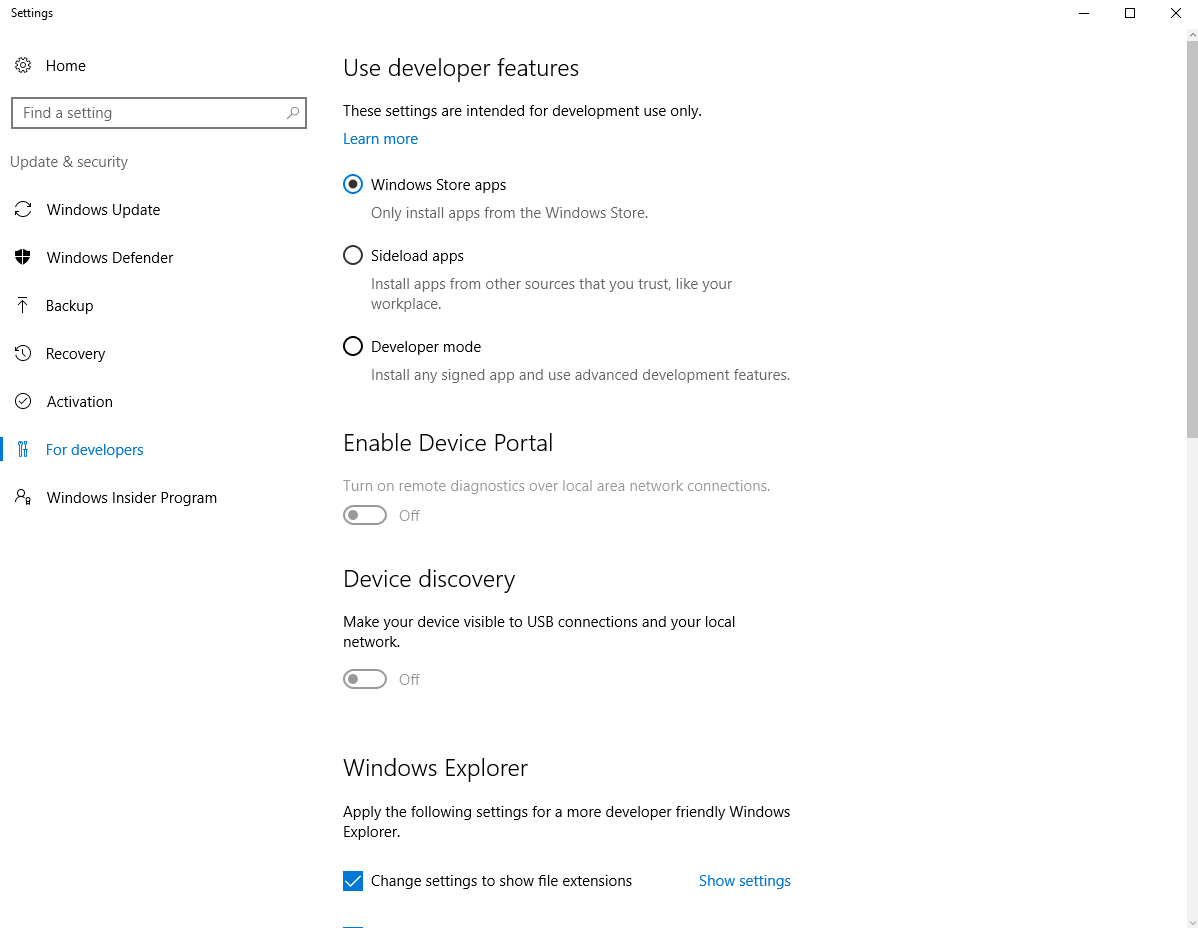 Settings
Home
Find a setting
Update & security
Windows Update
Windows Defender
Backup
Recovery
Activation
For developers
Windows Insider Program
Use developer features
These settings are intended for development use only.
Learn more
Windows Store apps
Only install apps from the Windows Store.
Sideload apps
Install apps from other sources that you trust, like your
workplace.
Developer mode
Install any signed app and use advanced development features.
Enable Device Portal
Turn on remote diagnostics over local area network connections.
Off
Device discovery
Make your device visible to USB connections and your local
network.
Off
Windows Explorer
Apply the following settings for a more developer friendly Windows
Explorer.
Change settings to show file extensions
Show settings